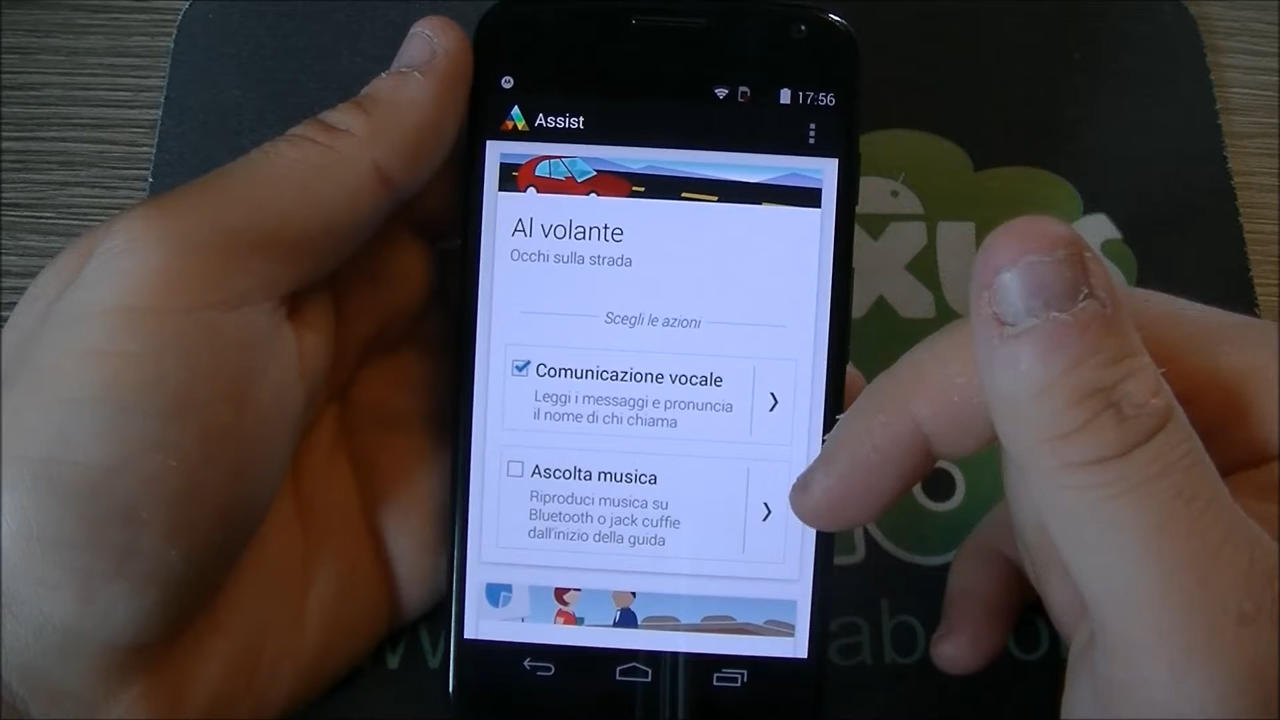 17:56
Assist
Al volante
Occhi sulla strada
Scegli le azioni
Comunicazione vocale
Leggi i messaggi e pronuncia
il nome di chi chiama
Ascolta musica
Riproduci musica su
Bluetooth o jack cuffie
dall'inizio della guida